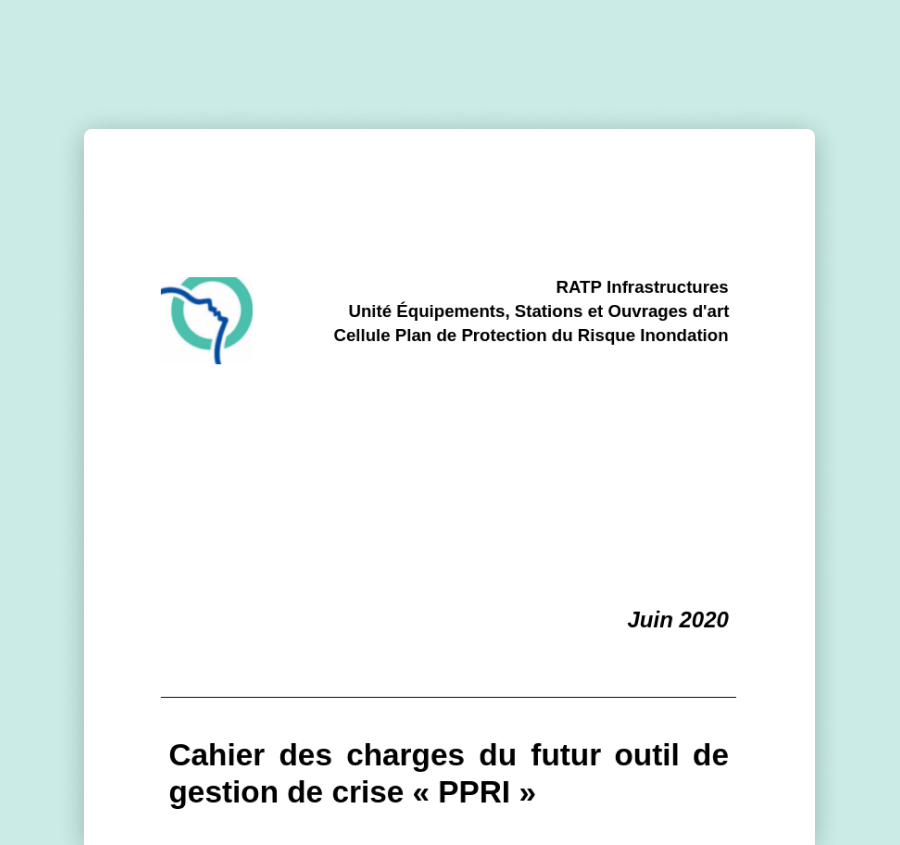 RATP Infrastructures
Unité Équipements, Stations et Ouvrages d'art
Cellule Plan de Protection du Risque Inondation
Juin 2020
Cahier des charges du futur outil de
gestion de crise « PPRI »